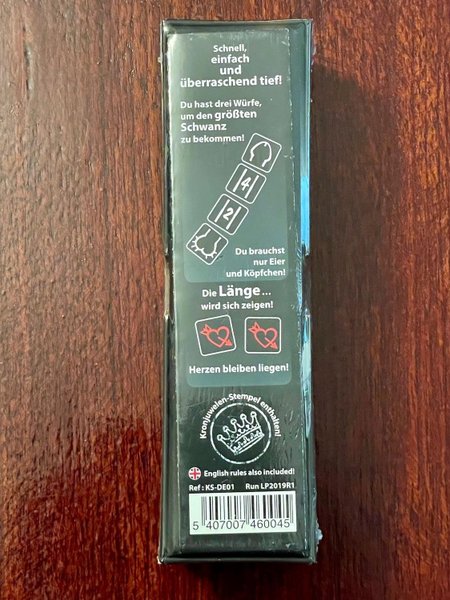 Schnell,
einfach
und
überraschend tief!
Du hast drei Würfe,
um den größten
Schwanz
zu bekommen!
4
2
Du brauchst
nur Eier
und Köpfchen!
Die Länge...
wird sich zeigen!
Herzen bleiben liegen!
Kronjuwelen-Stempel enthalten!
English rules also included!
Ref : KS-DE01 Run LP2019R1
5 407007 460045